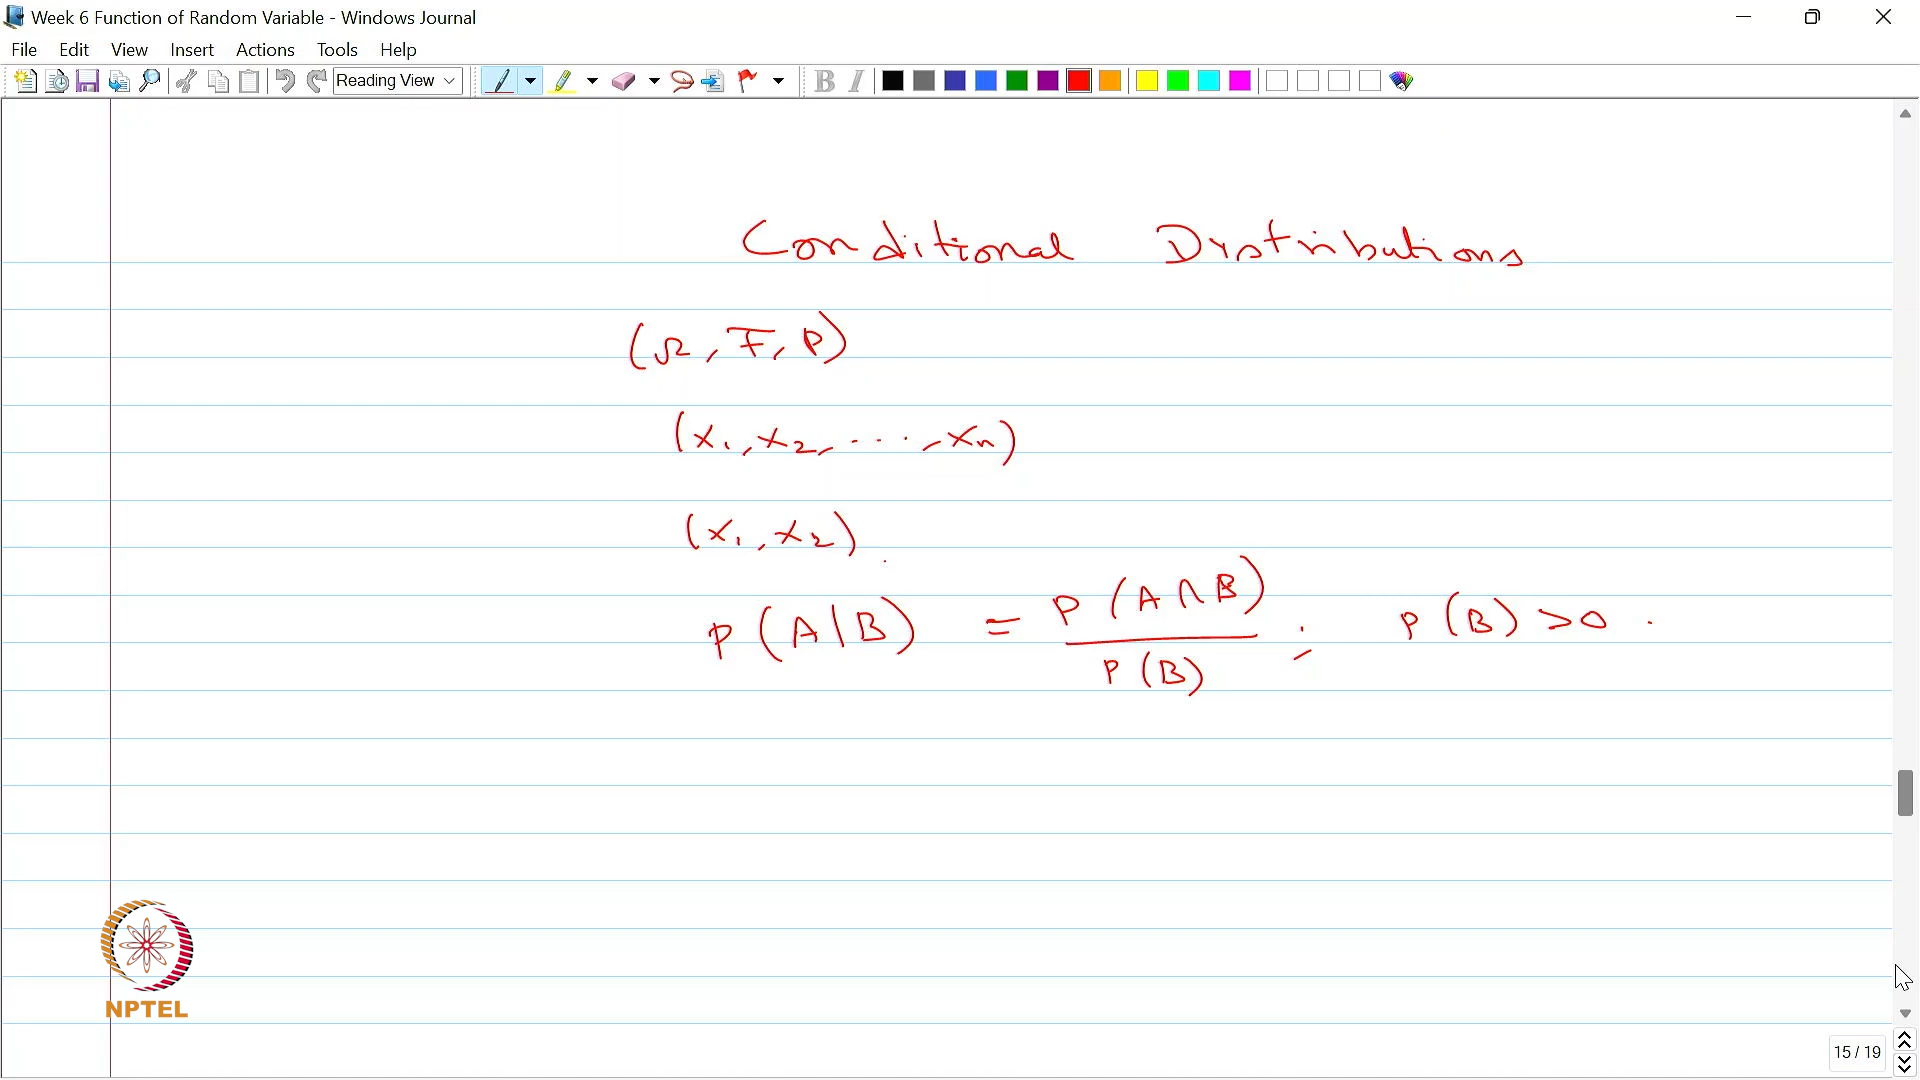 Week 6 Function of Random Variable - Windows Journal
File Edit View Insert Actions Tools Help
Reading View
Conditional Distributions
(Ω, F, P)
(X₁, X₂, ..., Xₙ)
(X₁, X₂).
P(A|B) = P(A∩B) / P(B) ; P(B) > 0 .
NPTEL
15 / 19